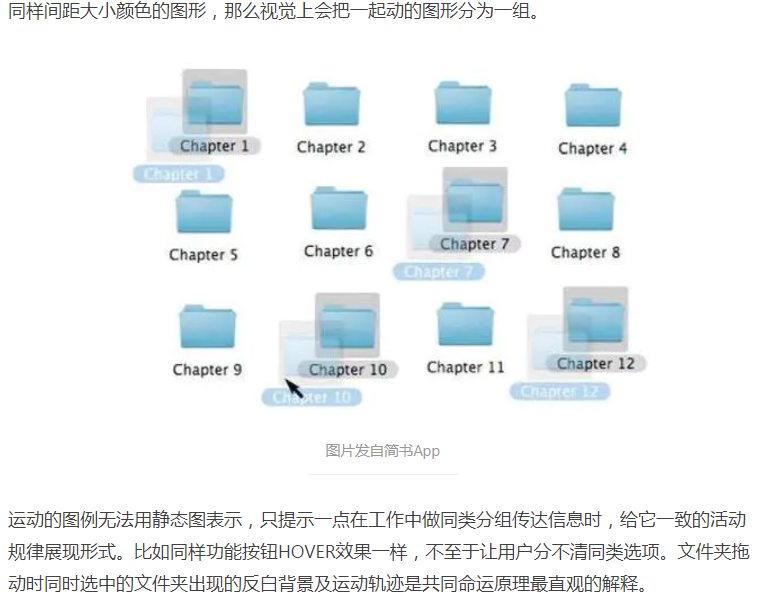 同样间距大小颜色的图形，那么视觉上会把一起动的图形分为一组。
Chapter 1
Chapter 2
Chapter 3
Chapter 4
Chapter 1
Chapter 5
Chapter 6
Chapter 7
Chapter 8
Chapter 7
Chapter 9
Chapter 10
Chapter 11
Chapter 12
Chapter 10
Chapter 12
图片发自简书App
运动的图例无法用静态图表示，只提示一点在工作中做同类分组传达信息时，给它一致的活动
规律展现形式。比如同样功能按钮HOVER效果一样，不至于让用户分不清同类选项。文件夹拖
动时同时选中的文件夹出现的反白背景及运动轨迹是共同命运原理最直观的解释。